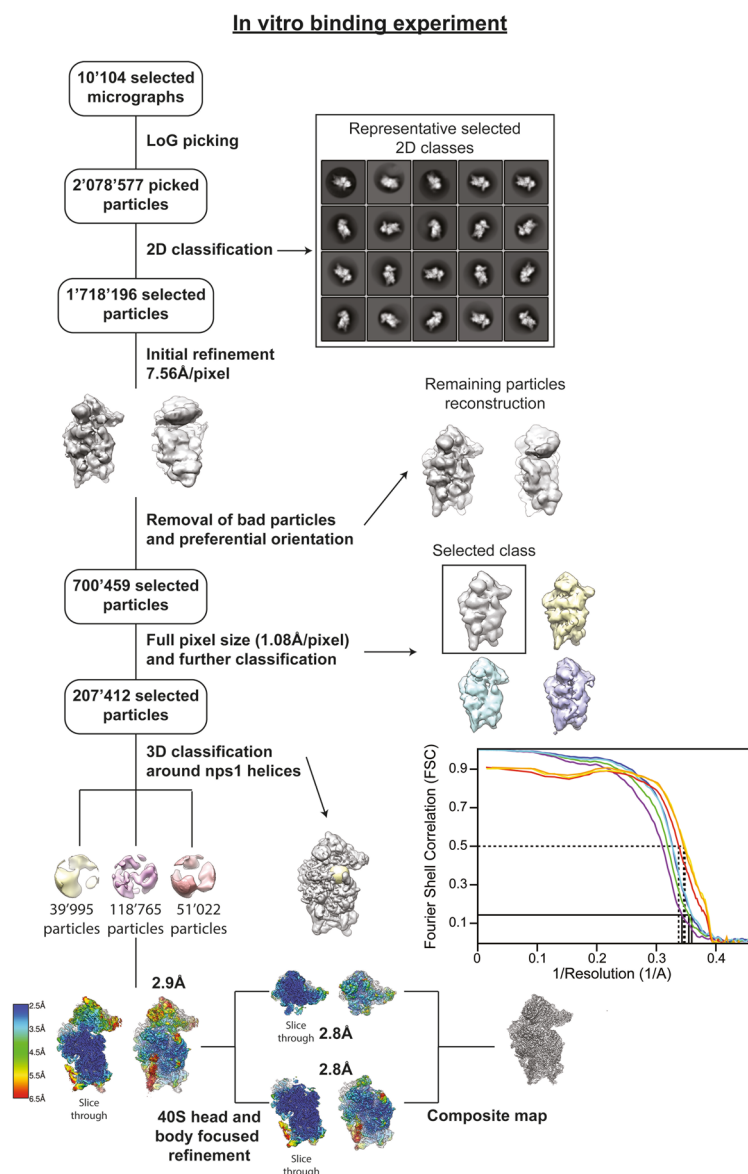 In vitro binding experiment
10'104 selected
micrographs
LoG picking
2'078'577 picked
particles
2D classification
Representative selected
2D classes
1'718'196 selected
particles
Initial refinement
7.56Å/pixel
Remaining particles
reconstruction
Removal of bad particles
and preferential orientation
700'459 selected
particles
Selected class
Full pixel size (1.08Å/pixel)
and further classification
207'412 selected
particles
3D classification
around nps1 helices
39'995
particles
118'765
particles
51'022
particles
Fourier Shell Correlation (FSC)
0.9
0.7
0.5
0.3
0.1
0
0.1
0.2
0.3
0.4
1/Resolution (1/A)
2.9Å
2.5Å
3.5Å
4.5Å
5.5Å
6.5Å
Slice
through
Slice
through
2.8Å
2.8Å
40S head and
body focused
refinement
Slice
through
Composite map